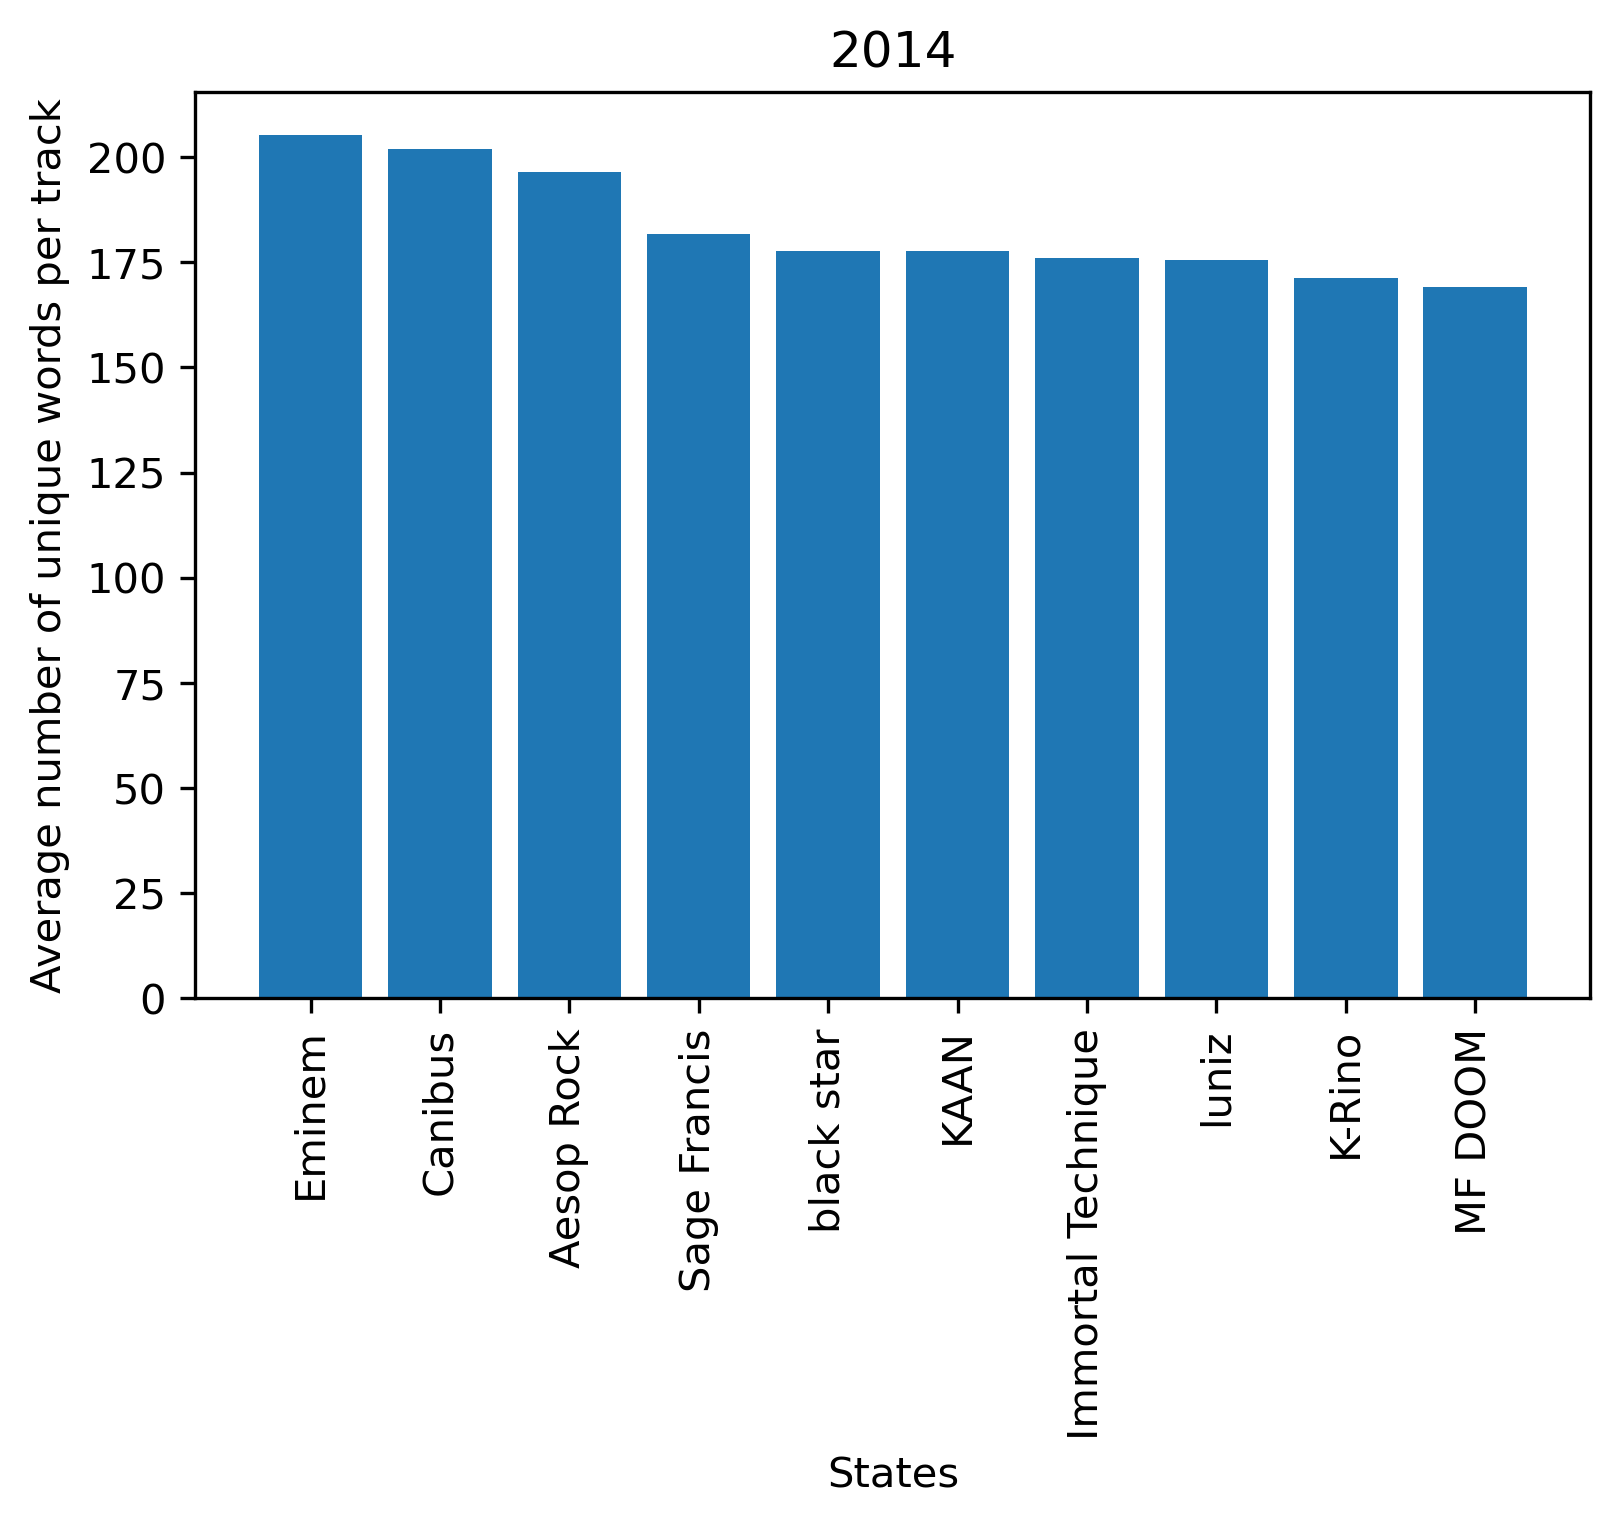 2014
Average number of unique words per track
200
175
150
125
100
75
50
25
0
Eminem
Canibus
Aesop Rock
Sage Francis
black star
KAAN
Immortal Technique
luniz
K-Rino
MF DOOM
States